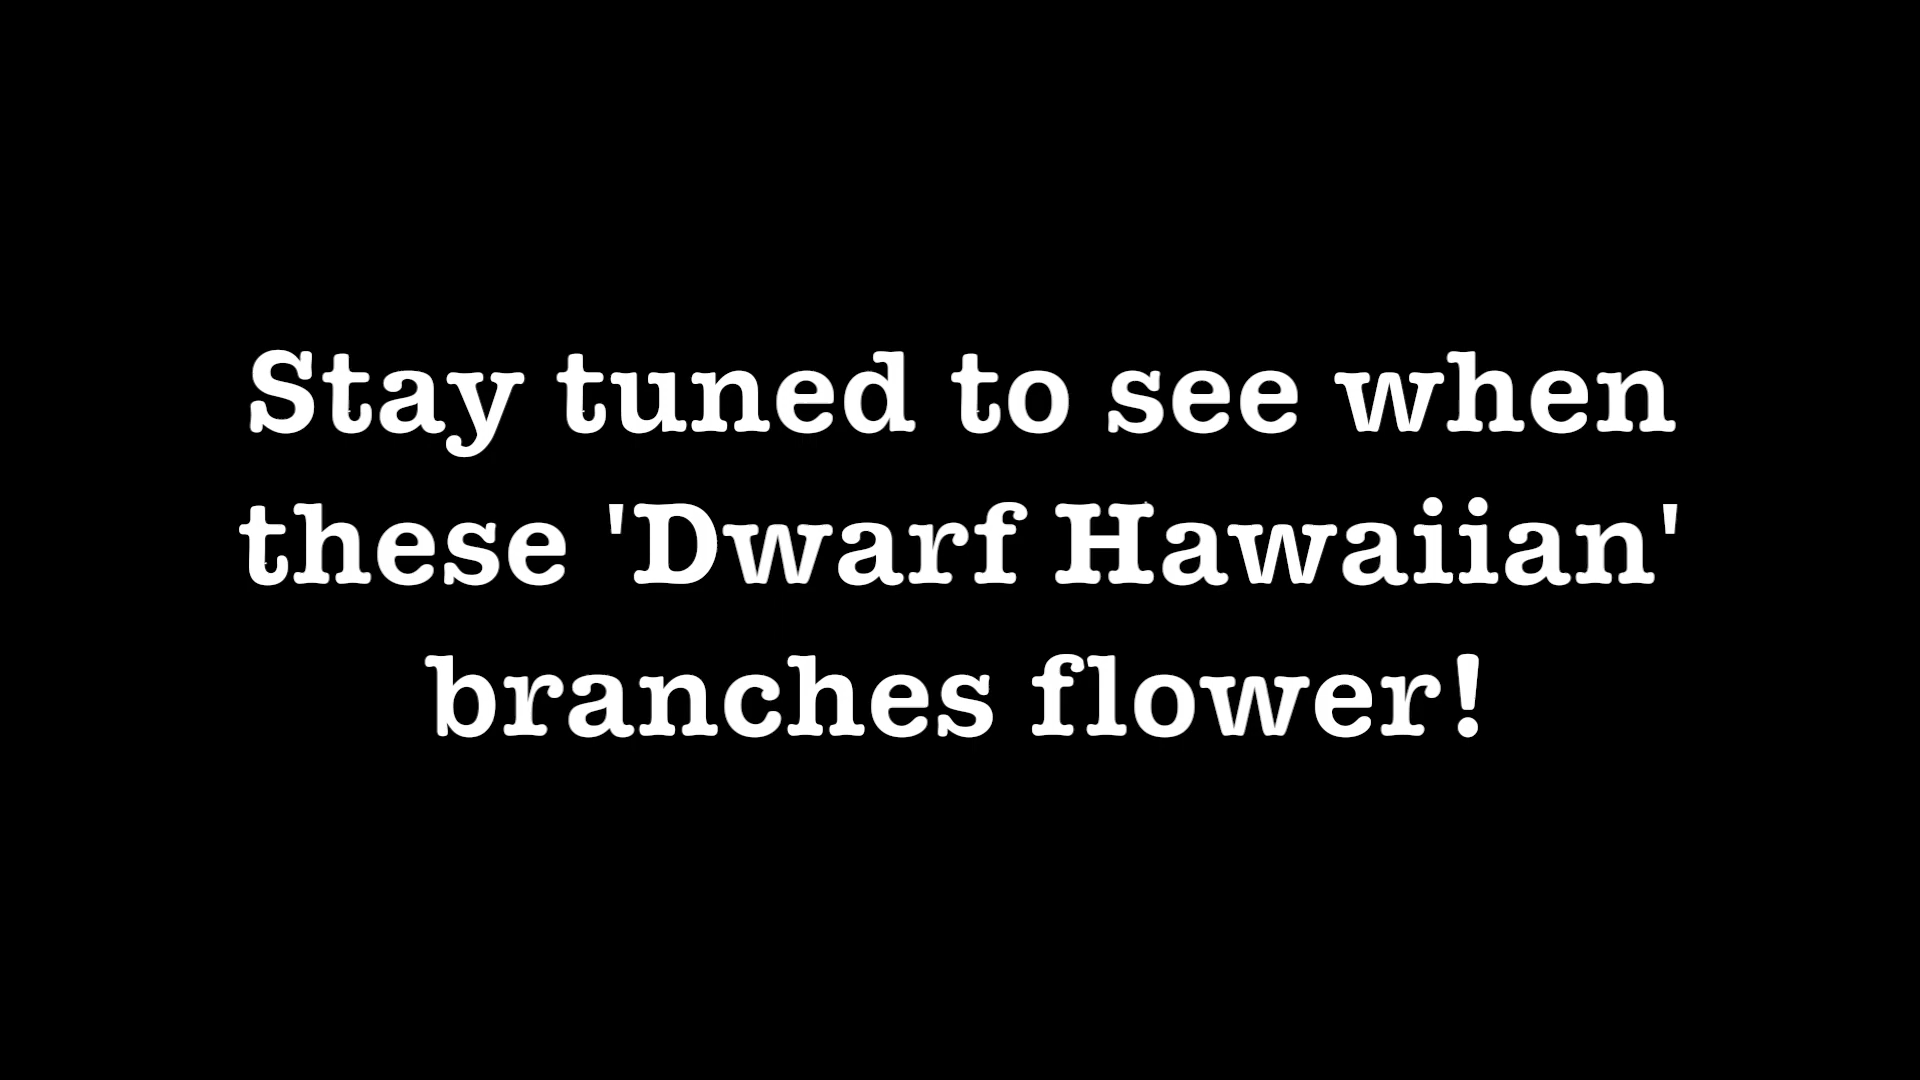 Stay tuned to see when
these 'Dwarf Hawaiian'
branches flower!